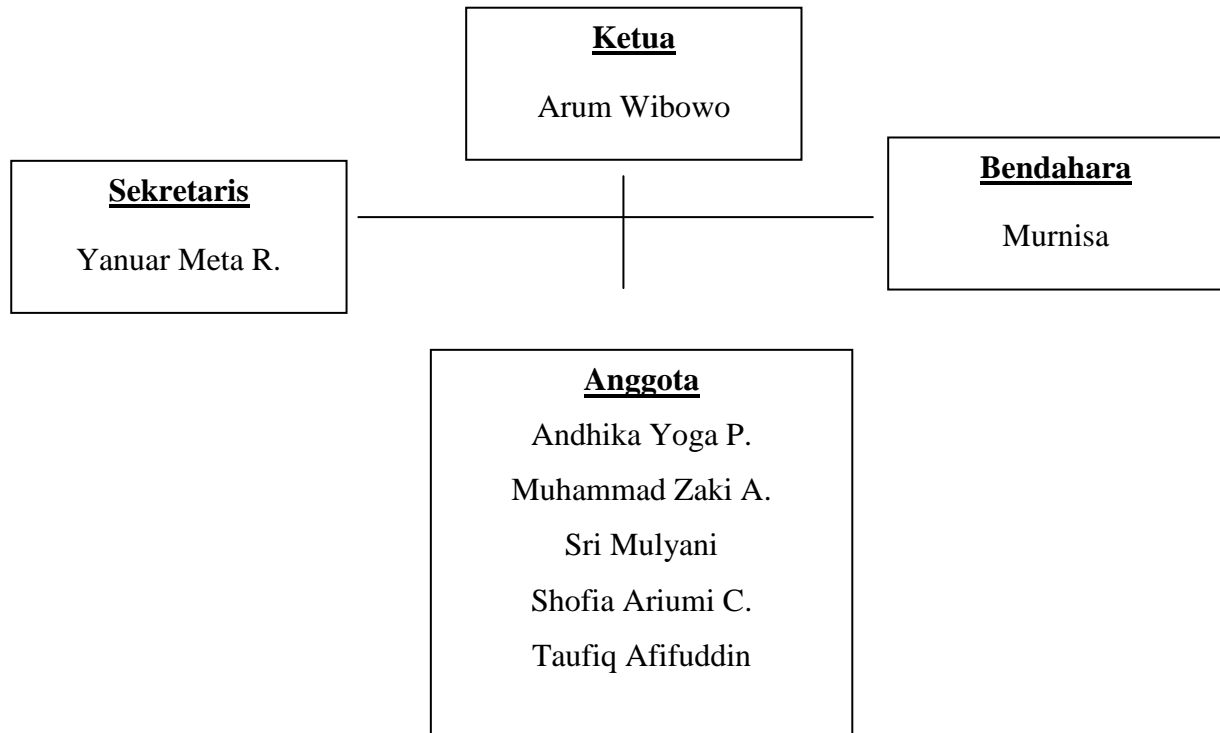 Ketua
Arum Wibowo
Sekretaris
Yanuar Meta R.
Bendahara
Murnisa
Anggota
Andhika Yoga P.
Muhammad Zaki A.
Sri Mulyani
Shofia Ariumi C.
Taufiq Afifuddin